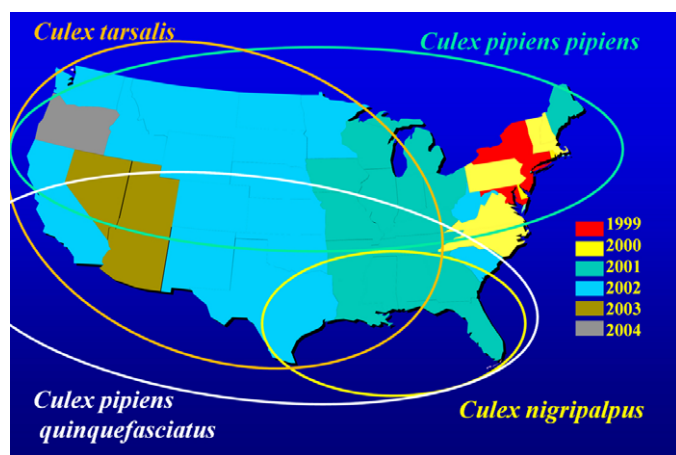 Culex tarsalis
Culex pipiens pipiens
1999
2000
2001
2002
2003
2004
Culex pipiens
quinquefasciatus
Culex nigripalpus